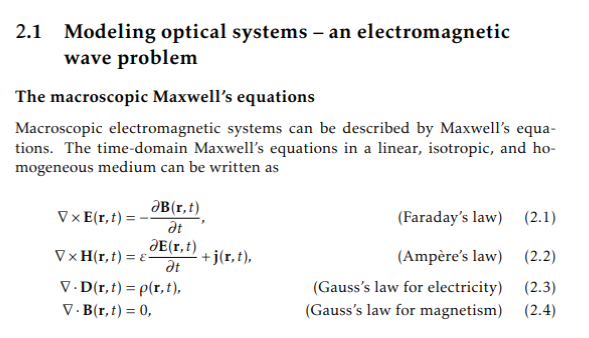 2.1 Modeling optical systems – an electromagnetic
wave problem
The macroscopic Maxwell's equations
Macroscopic electromagnetic systems can be described by Maxwell's equa-
tions. The time-domain Maxwell's equations in a linear, isotropic, and ho-
mogeneous medium can be written as
∇ × E(r,t) = −∂B(r,t)/∂t, (Faraday's law) (2.1)
∇ × H(r,t) = ε ∂E(r,t)/∂t + j(r,t), (Ampère's law) (2.2)
∇ · D(r,t) = ρ(r,t), (Gauss's law for electricity) (2.3)
∇ · B(r,t) = 0, (Gauss's law for magnetism) (2.4)